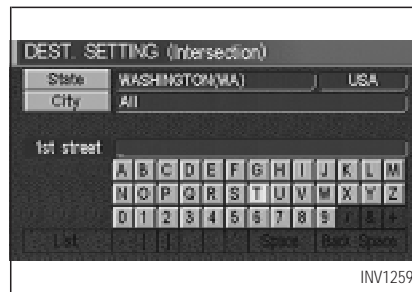 DEST. SETTING (Intersection)
State WASHINGTON(WA) USA
City All
1st street
A B C D E F G H I J K L M
N O P Q R S T U V W X Y Z
0 1 2 3 4 5 6 7 8 9 / & +
List - [ ] Space Back Space
INV1259